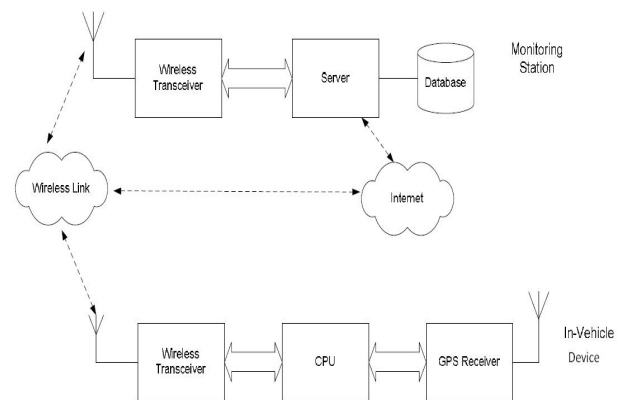 Monitoring
Station
Wireless
Transceiver
Server
Database
Wireless Link
Internet
In-Vehicle
Device
Wireless
Transceiver
CPU
GPS Receiver